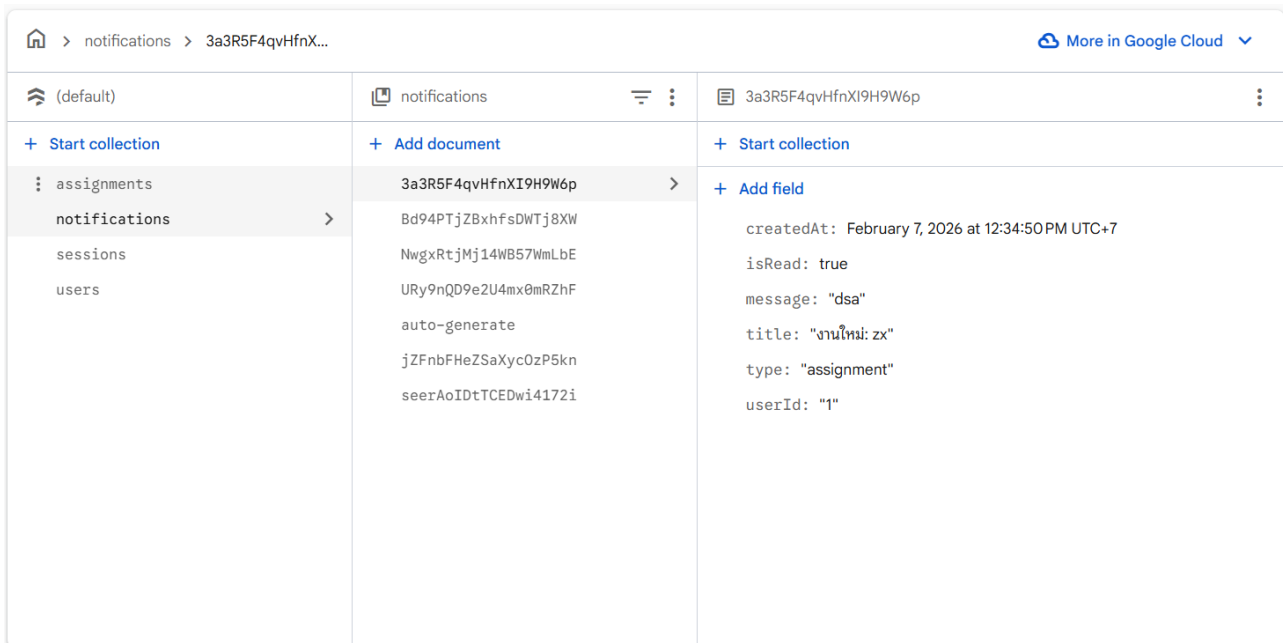 notifications > 3a3R5F4qvHfnX...
More in Google Cloud
(default)
+ Start collection
assignments
notifications
sessions
users
notifications
+ Add document
3a3R5F4qvHfnXI9H9W6p
Bd94PTjZBxhfsDWTj8XW
NwgxRtjMj14WB57WmLbE
URy9nQD9e2U4mx0mRZhF
auto-generate
jZFnbFHeZSaXycOzP5kn
seerAoIDtTCEDwi4172i
3a3R5F4qvHfnXI9H9W6p
+ Start collection
+ Add field
createdAt: February 7, 2026 at 12:34:50 PM UTC+7
isRead: true
message: "dsa"
title: "งานใหม่: zx"
type: "assignment"
userId: "1"